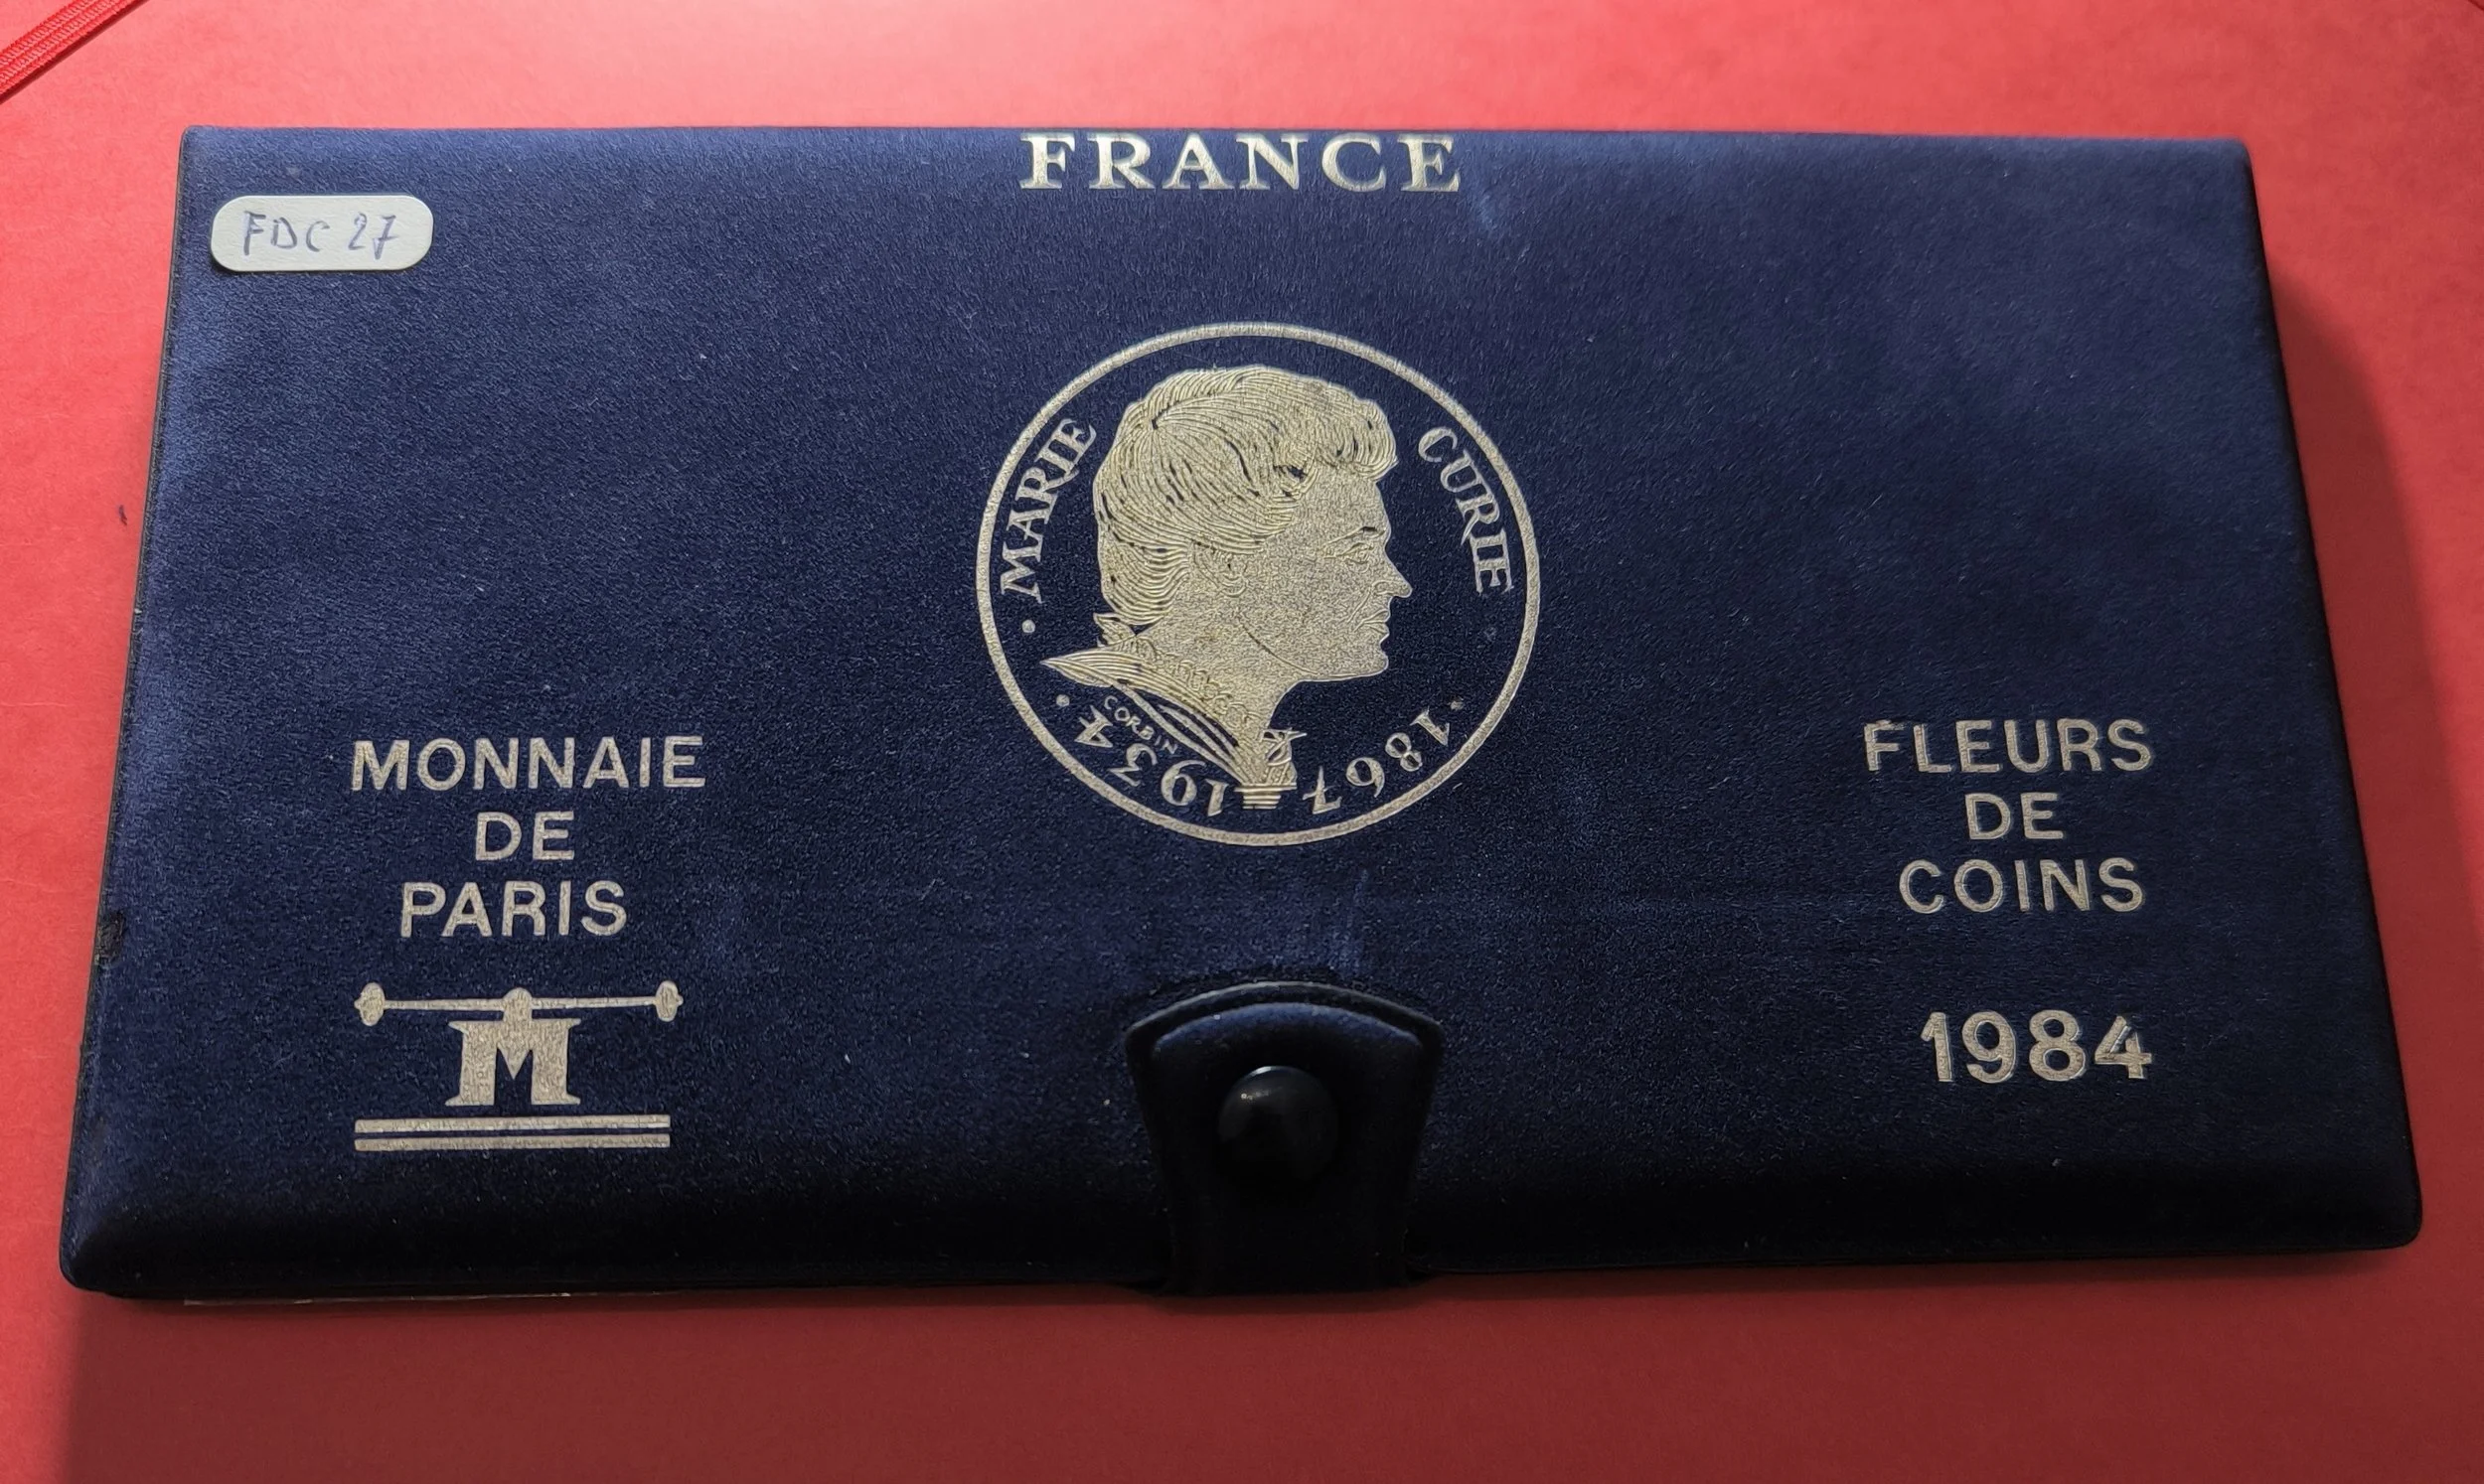 FRANCE
FDC 27
MARIE CURIE
1867 1934
CORBIN
MONNAIE
DE
PARIS
M
FLEURS
DE
COINS
1984